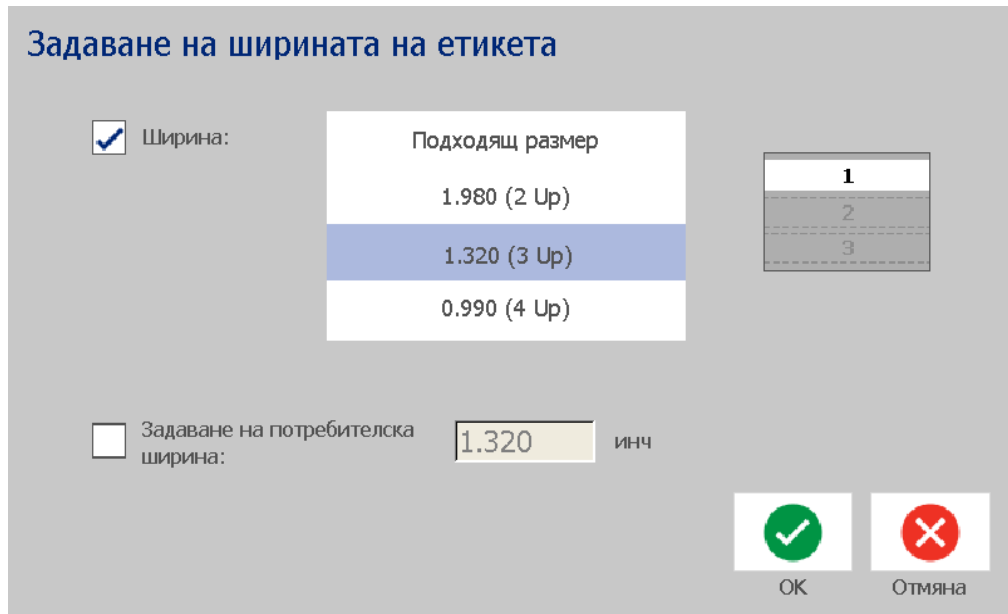 Задаване на ширината на етикета
Ширина:
Подходящ размер
1.980 (2 Up)
1.320 (3 Up)
0.990 (4 Up)
1
2
3
Задаване на потребителска
ширина:
1.320
инч
OK
Отмяна